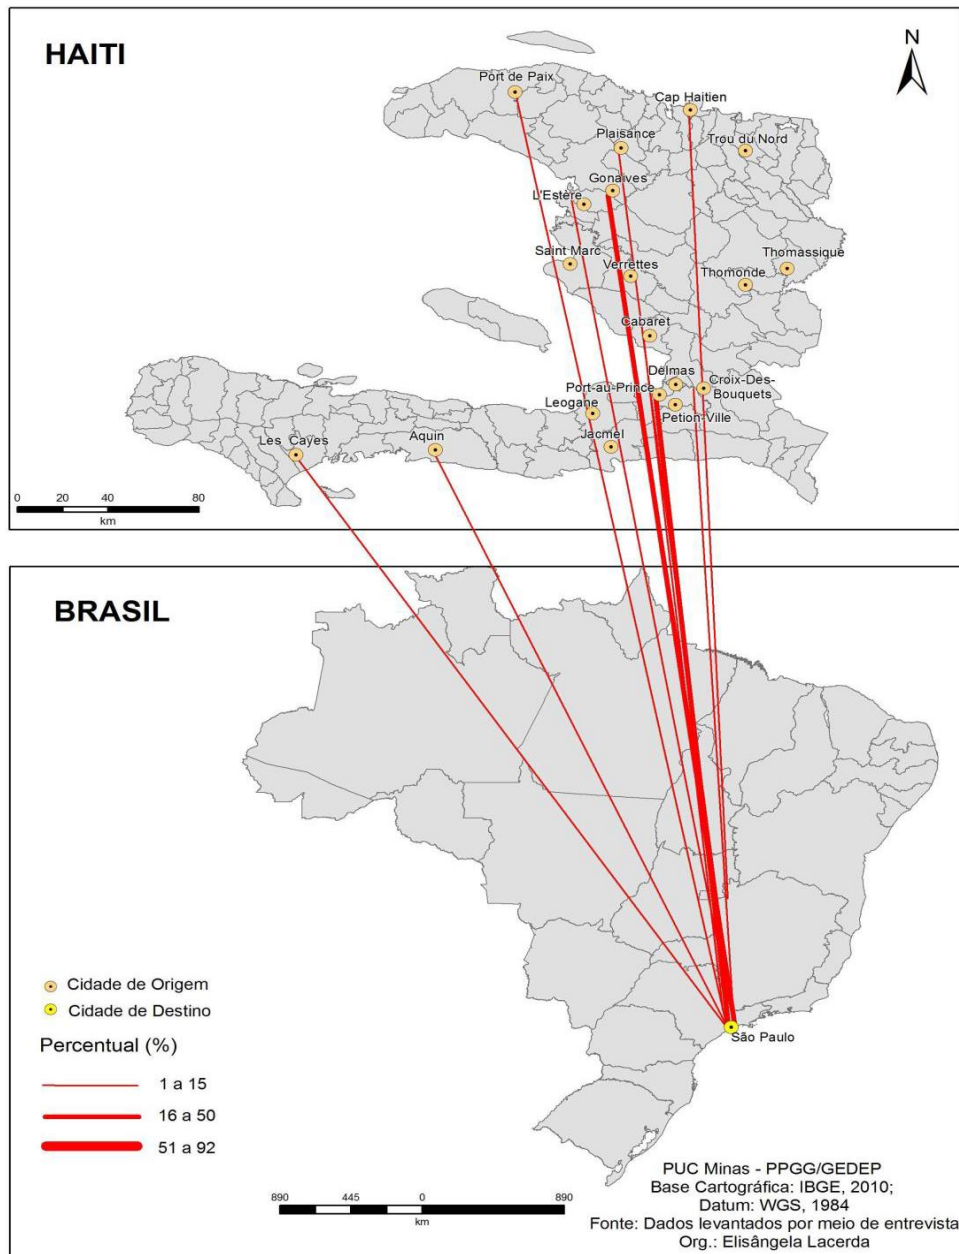 HAITI
N
Port de Paix
Cap Haitien
Plaisance
Trou du Nord
Gonaives
L'Estère
Saint Marc
Verrettes
Thomassique
Thomonde
Cabaret
Delmas
Port-au-Prince
Croix-Des-
Bouquets
Leogane
Petion-Ville
Les Cayes
Aquin
Jacmel
0 20 40 80
km
BRASIL
Cidade de Origem
Cidade de Destino
São Paulo
Percentual (%)
1 a 15
16 a 50
51 a 92
890 445 0 890
km
PUC Minas - PPGG/GEDEP
Base Cartográfica: IBGE, 2010;
Datum: WGS, 1984
Fonte: Dados levantados por meio de entrevista
Org.: Elisângela Lacerda